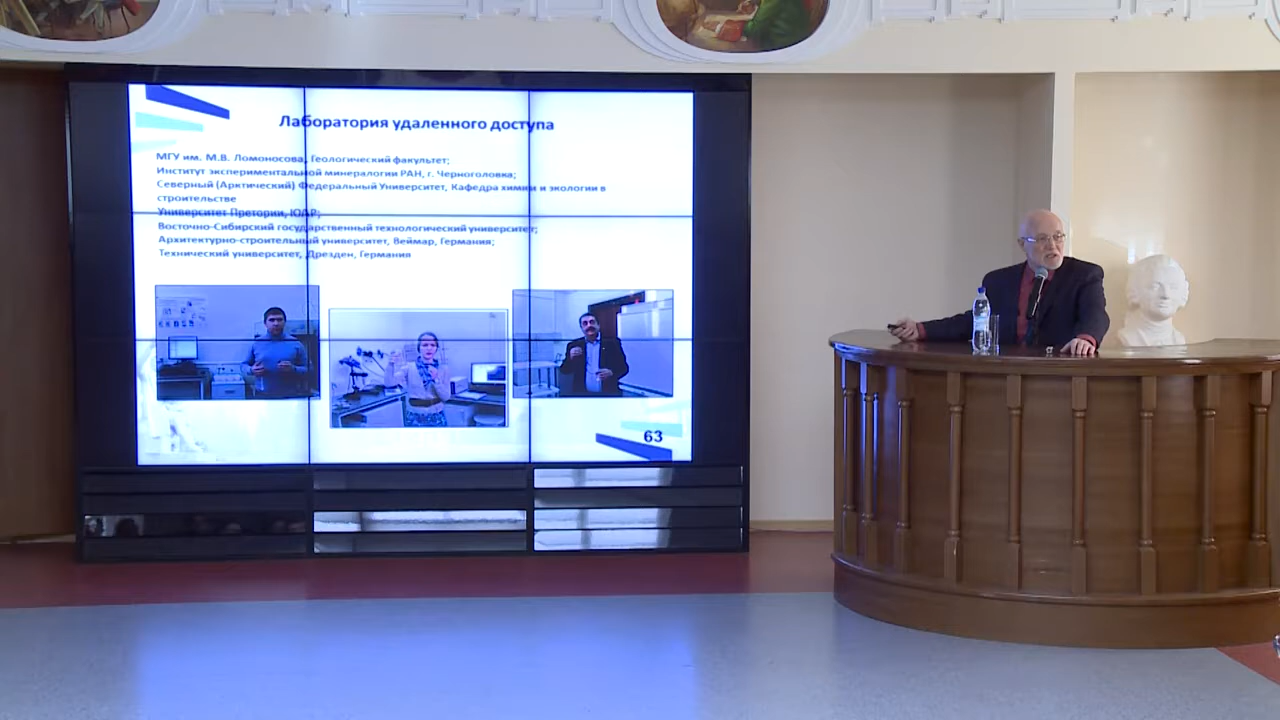 Лаборатория удаленного доступа
МГУ им. М.В. Ломоносова, Геологический факультет;
Институт экспериментальной минералогии РАН, г. Черноголовка;
Северный (Арктический) Федеральный Университет, Кафедра химии и экологии в
строительстве
Университет Претории, ЮАР;
Восточно-Сибирский государственный технологический университет;
Архитектурно-строительный университет, Веймар, Германия;
Технический университет, Дрезден, Германия
63